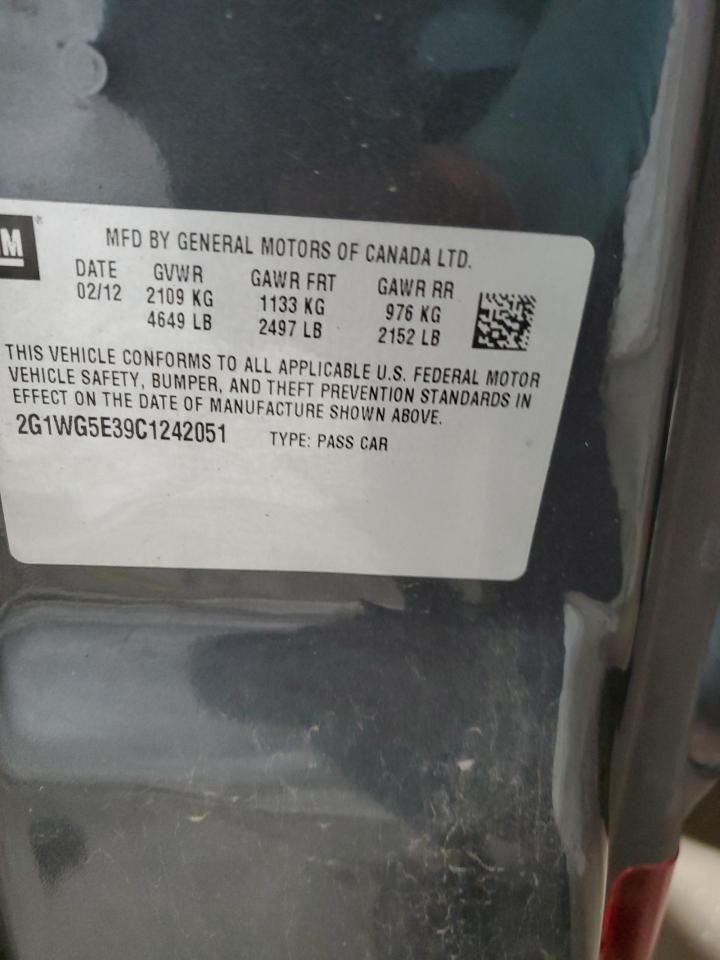 M
MFD BY GENERAL MOTORS OF CANADA LTD.
DATE GVWR GAWR FRT GAWR RR
02/12 2109 KG 1133 KG 976 KG
4649 LB 2497 LB 2152 LB
THIS VEHICLE CONFORMS TO ALL APPLICABLE U.S. FEDERAL MOTOR
VEHICLE SAFETY, BUMPER, AND THEFT PREVENTION STANDARDS IN
EFFECT ON THE DATE OF MANUFACTURE SHOWN ABOVE.
2G1WG5E39C1242051 TYPE: PASS CAR